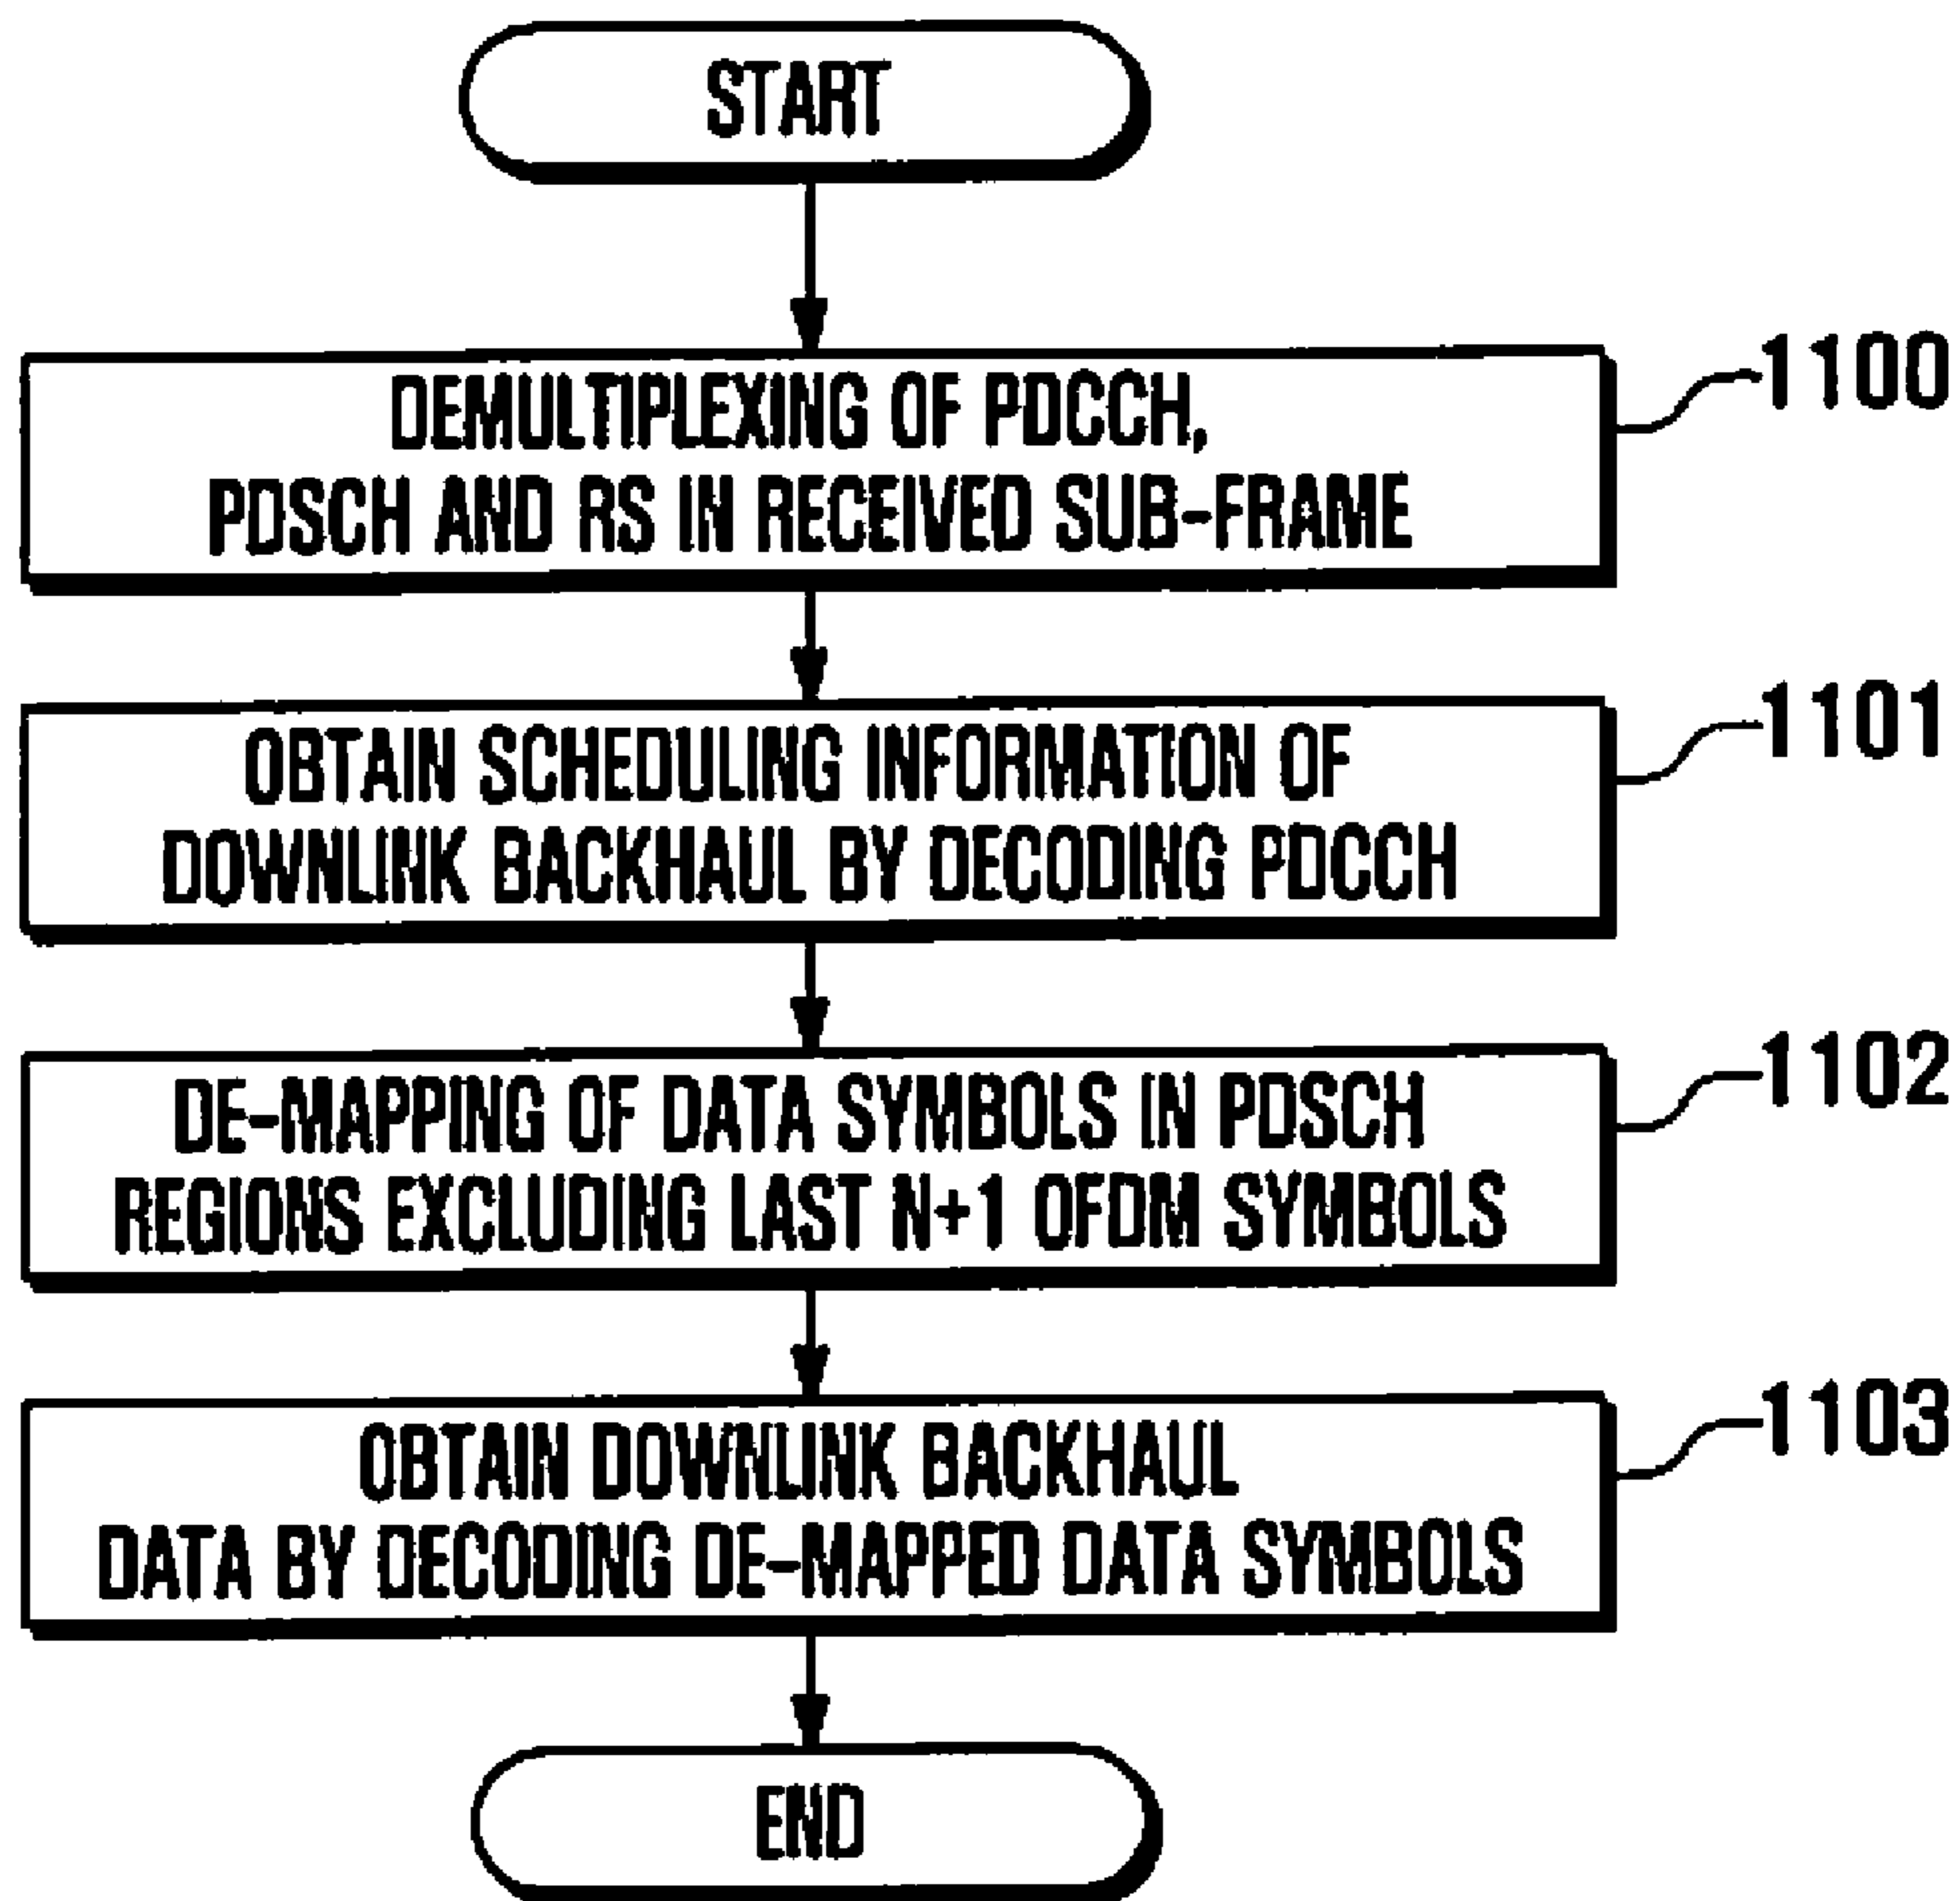 START
DEMULTIPLEXING OF PDCCH,
PDSCH AND RS IN RECEIVED SUB-FRAME
1100
OBTAIN SCHEDULING INFORMATION OF
DOWNLINK BACKHAUL BY DECODING PDCCH
1101
DE-MAPPING OF DATA SYMBOLS IN PDSCH
REGIONS EXCLUDING LAST N+1 OFDM SYMBOLS
1102
OBTAIN DOWNLINK BACKHAUL
DATA BY DECODING DE-MAPPED DATA SYMBOLS
1103
END